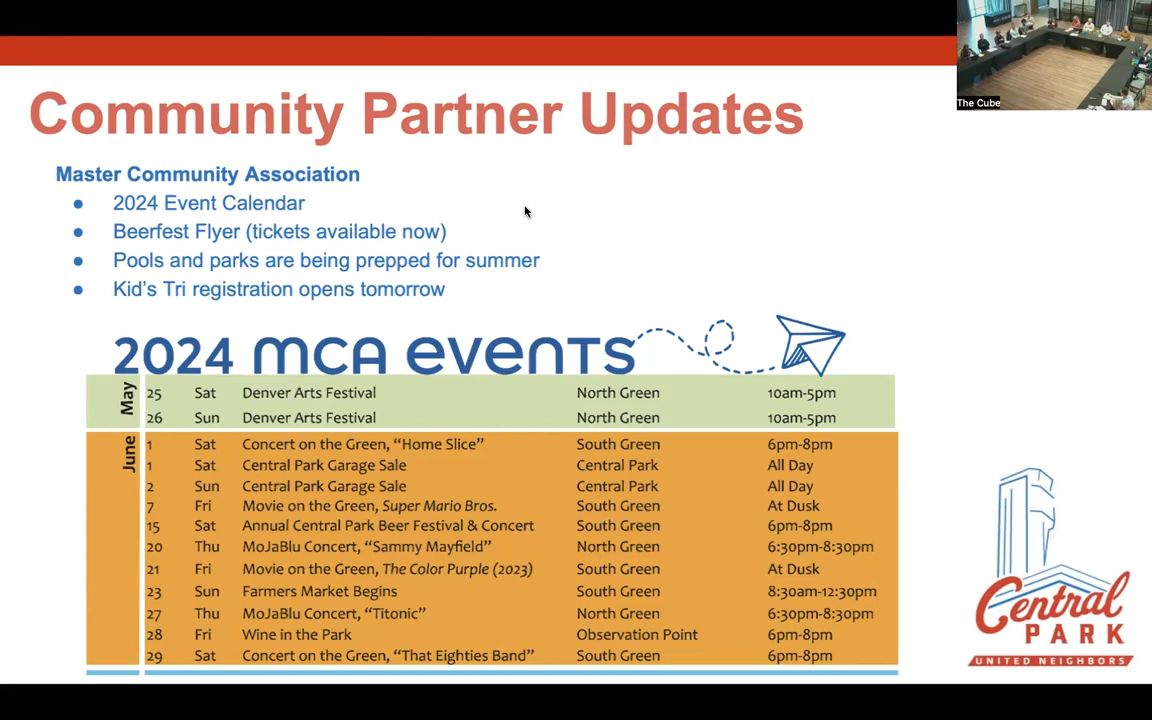 The Cube
Community Partner Updates
Master Community Association
● 2024 Event Calendar
● Beerfest Flyer (tickets available now)
● Pools and parks are being prepped for summer
● Kid's Tri registration opens tomorrow
2024 MCA EVENTS
May
25 Sat Denver Arts Festival North Green 10am-5pm
26 Sun Denver Arts Festival North Green 10am-5pm
June
1 Sat Concert on the Green, "Home Slice" South Green 6pm-8pm
1 Sat Central Park Garage Sale Central Park All Day
2 Sun Central Park Garage Sale Central Park All Day
7 Fri Movie on the Green, Super Mario Bros. South Green At Dusk
15 Sat Annual Central Park Beer Festival & Concert South Green 6pm-8pm
20 Thu MoJaBlu Concert, "Sammy Mayfield" North Green 6:30pm-8:30pm
21 Fri Movie on the Green, The Color Purple (2023) South Green At Dusk
23 Sun Farmers Market Begins South Green 8:30am-12:30pm
27 Thu MoJaBlu Concert, "Titonic" North Green 6:30pm-8:30pm
28 Fri Wine in the Park Observation Point 6pm-8pm
29 Sat Concert on the Green, "That Eighties Band" South Green 6pm-8pm
Central
PARK
UNITED NEIGHBORS